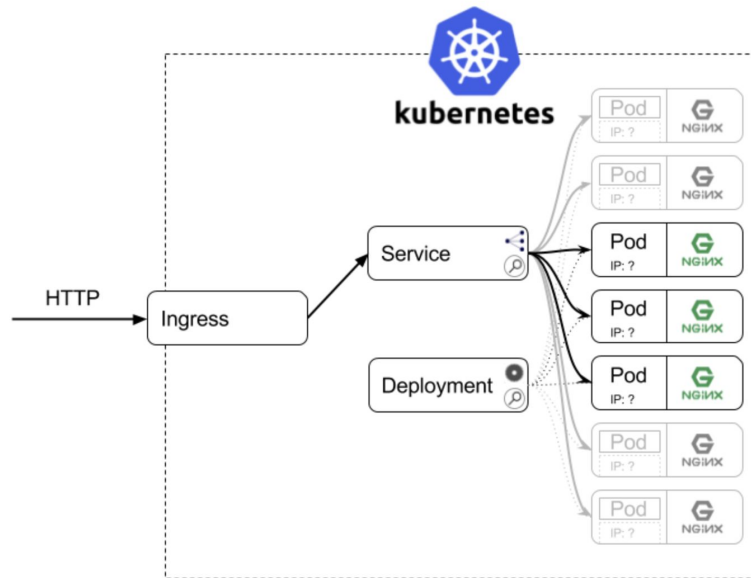 kubernetes
Pod
IP: ?
NGINX
Pod
IP: ?
NGINX
Service
Pod
IP: ?
NGINX
HTTP
Ingress
Pod
IP: ?
NGINX
Deployment
Pod
IP: ?
NGINX
Pod
IP: ?
NGINX
Pod
IP: ?
NGINX